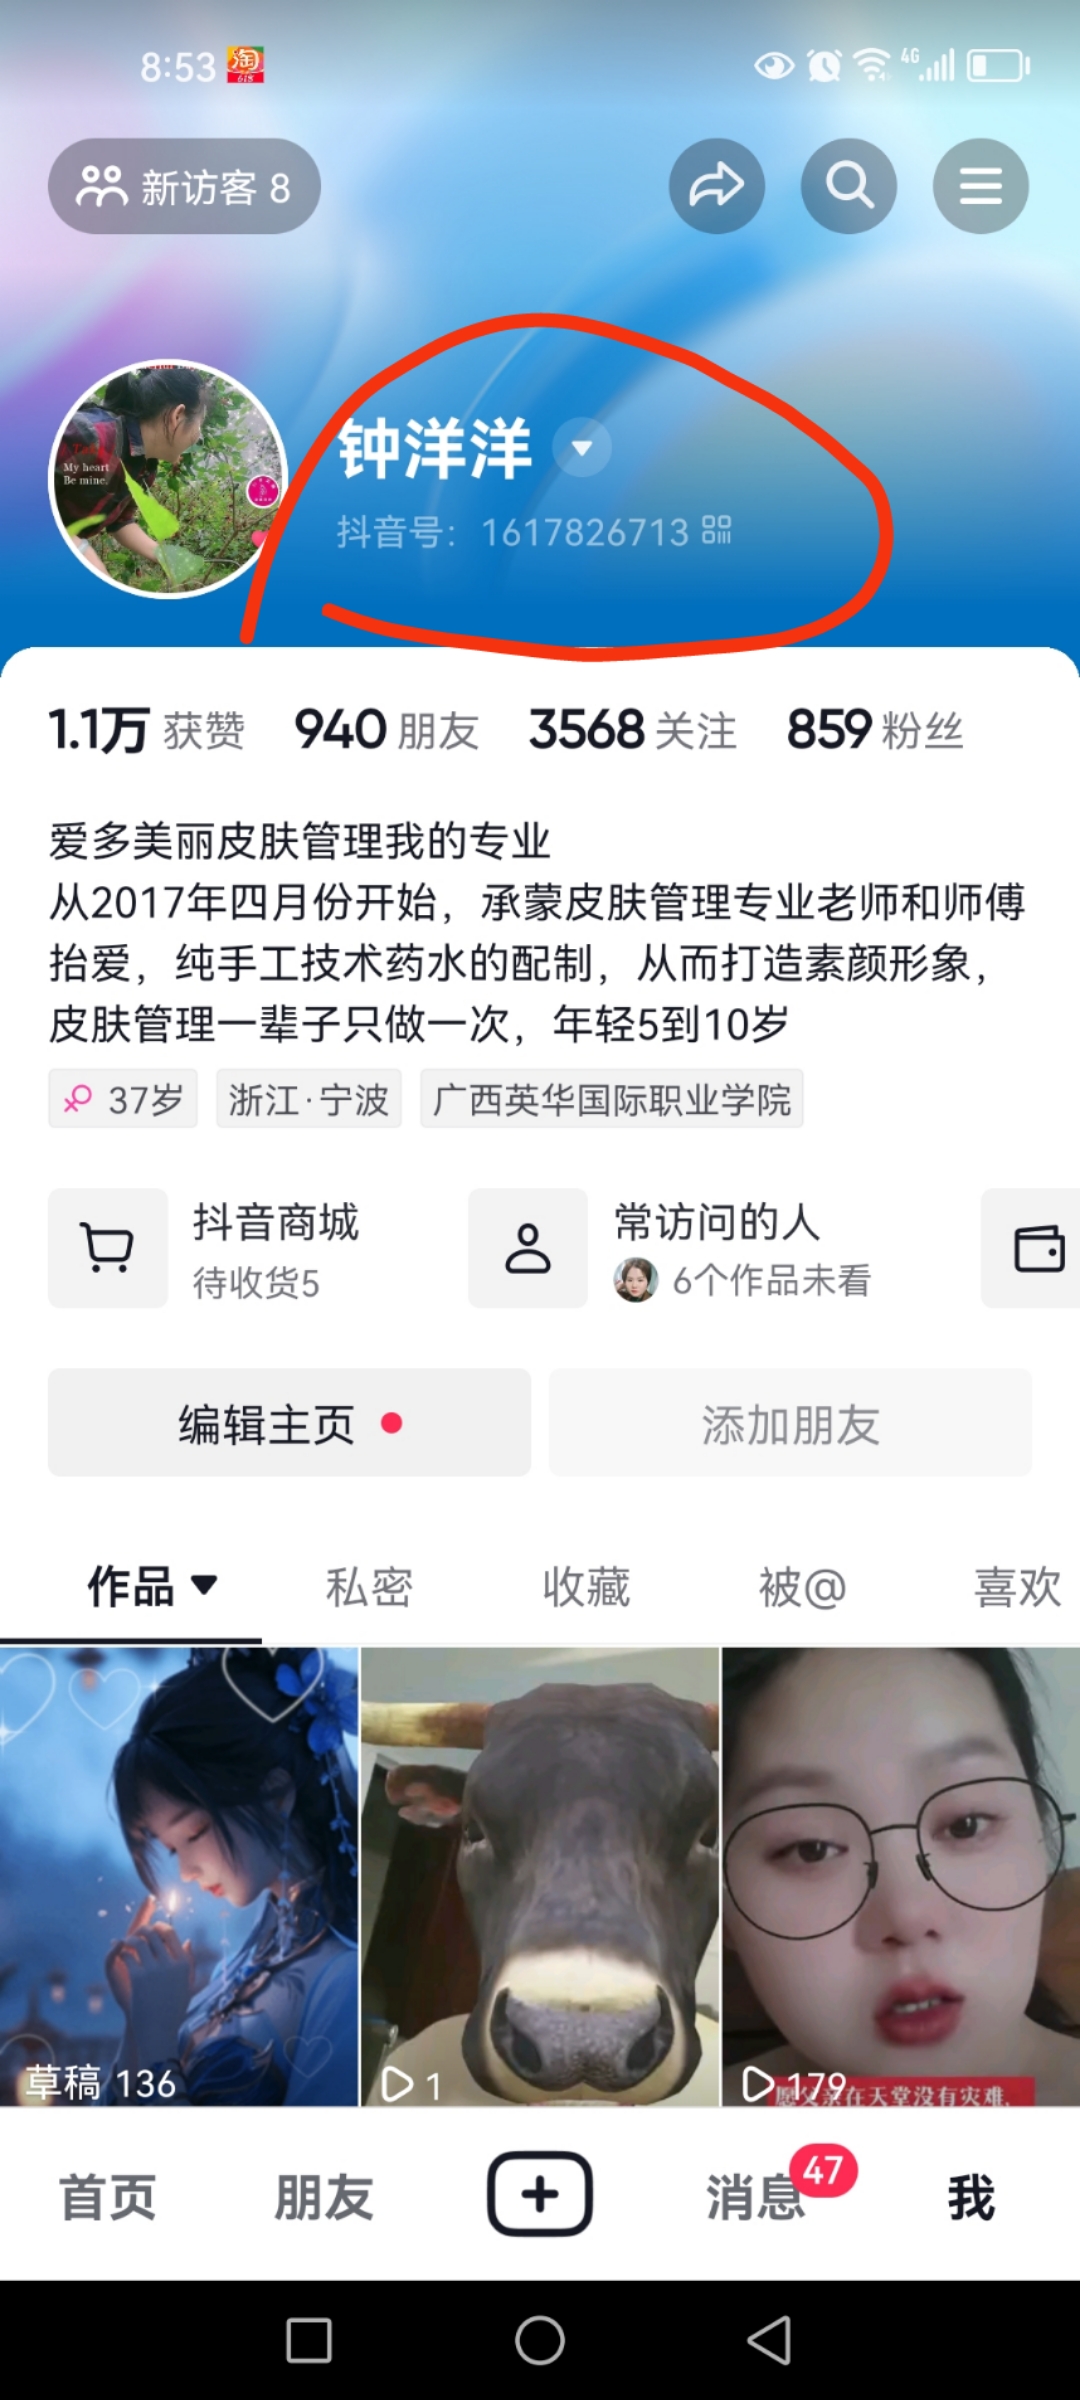 8:53
淘
618
4G
新访客 8
My heart
Be mine.
钟洋洋
抖音号：1617826713
1.1万 获赞 940 朋友 3568 关注 859 粉丝
爱多美丽皮肤管理我的专业
从2017年四月份开始，承蒙皮肤管理专业老师和师傅
抬爱，纯手工技术药水的配制，从而打造素颜形象，
皮肤管理一辈子只做一次，年轻5到10岁
37岁 浙江·宁波 广西英华国际职业学院
抖音商城 常访问的人
待收货5 6个作品未看
编辑主页 添加朋友
作品 私密 收藏 被@ 喜欢
草稿 136 1 179
愿父亲在天堂没有灾难,
首页 朋友 消息 47 我